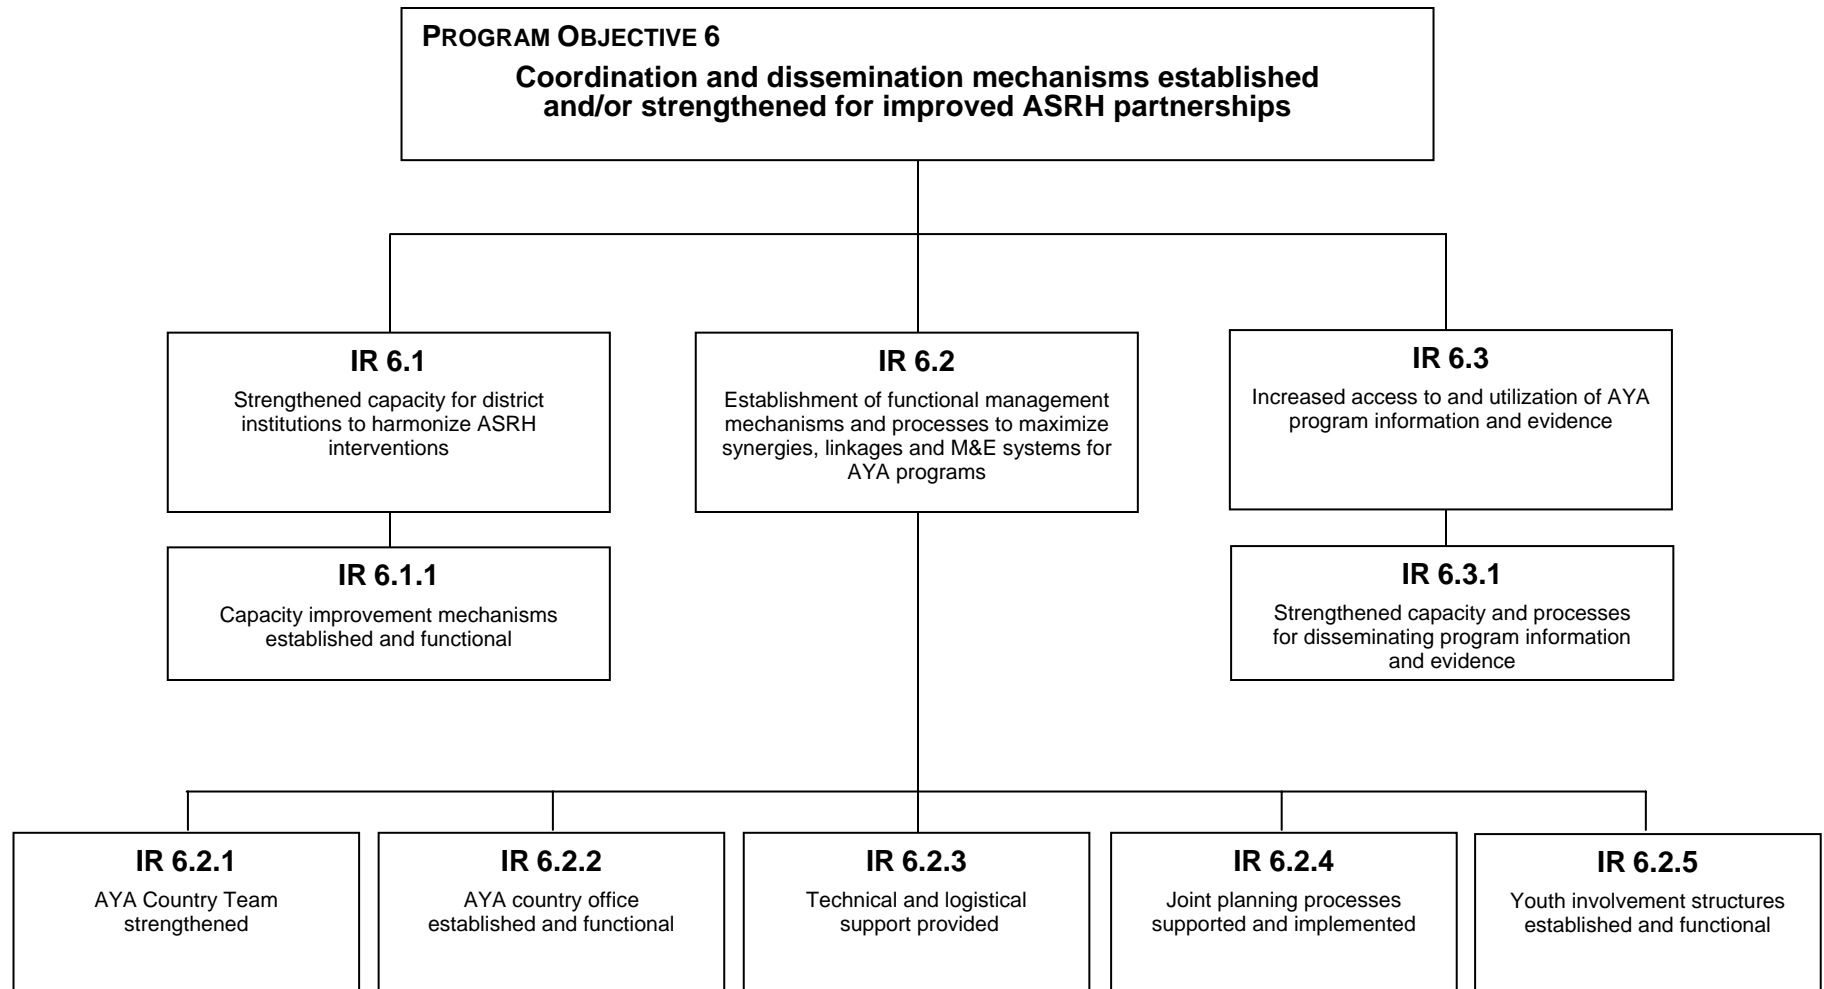 PROGRAM OBJECTIVE 6
Coordination and dissemination mechanisms established
and/or strengthened for improved ASRH partnerships
IR 6.1
Strengthened capacity for district
institutions to harmonize ASRH
interventions
IR 6.2
Establishment of functional management
mechanisms and processes to maximize
synergies, linkages and M&E systems for
AYA programs
IR 6.3
Increased access to and utilization of AYA
program information and evidence
IR 6.1.1
Capacity improvement mechanisms
established and functional
IR 6.3.1
Strengthened capacity and processes
for disseminating program information
and evidence
IR 6.2.1
AYA Country Team
strengthened
IR 6.2.2
AYA country office
established and functional
IR 6.2.3
Technical and logistical
support provided
IR 6.2.4
Joint planning processes
supported and implemented
IR 6.2.5
Youth involvement structures
established and functional